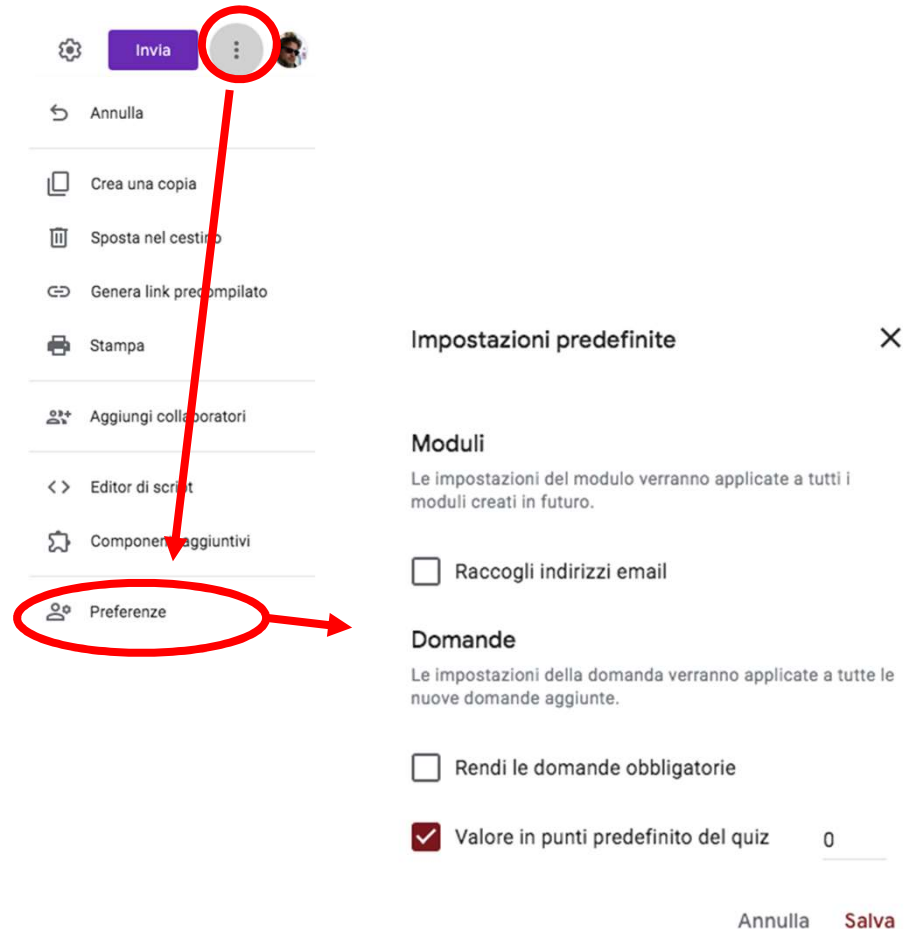 Invia
Annulla
Crea una copia
Sposta nel cestino
Genera link precompilato
Stampa
Aggiungi collaboratori
Editor di script
Componenti aggiuntivi
Preferenze
Impostazioni predefinite
Moduli
Le impostazioni del modulo verranno applicate a tutti i
moduli creati in futuro.
Raccogli indirizzi email
Domande
Le impostazioni della domanda verranno applicate a tutte le
nuove domande aggiunte.
Rendi le domande obbligatorie
Valore in punti predefinito del quiz 0
Annulla Salva